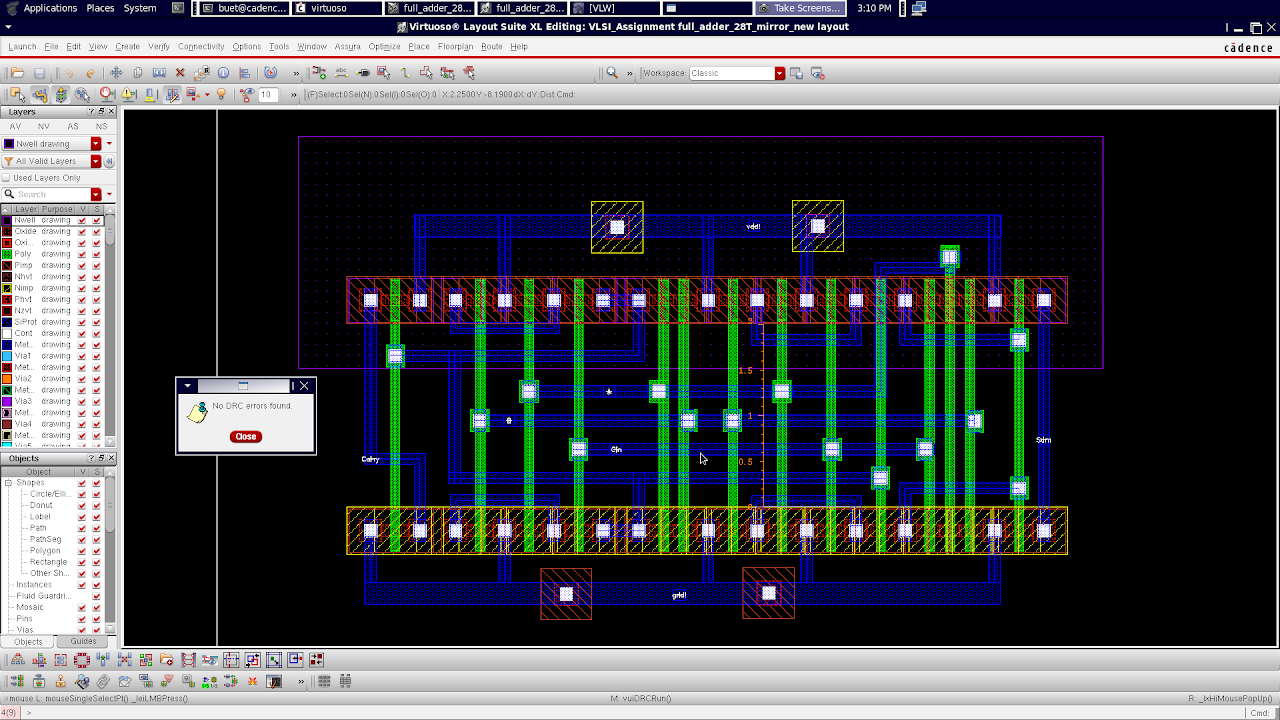 Applications Places System buet@cadenc... virtuoso full_adder_28... full_adder_28... [VLW] Take Screens... 3:10 PM
Virtuoso® Layout Suite XL Editing: VLSI_Assignment full_adder_28T_mirror_new layout
Launch File Edit View Create Verify Connectivity Options Tools Window Assura Optimize Place Floorplan Route Help
cādence
Workspace: Classic
10 (F)Select:0 Sel(N):0 Sel(I):0 Sel(O):0 X:2.2500 Y:-8.1900 dX: dY: Dist: Cmd:
Layers
AV NV AS NS
Nwell drawing
All Valid Layers
Used Layers Only
Search
Layer Purpose V S
Nwell drawing
Oxide drawing
Oxi... drawing
Poly drawing
Pimp drawing
Nhvt drawing
Nimp drawing
Phvt drawing
Nzvt drawing
SiProt drawing
Cont drawing
Met... drawing
Via1 drawing
Met... drawing
Via2 drawing
Met... drawing
Via3 drawing
Met... drawing
Via4 drawing
Met... drawing
Via5 drawing
Objects
Object V S
Shapes
Circle/Elli...
Donut
Label
Path
PathSeg
Polygon
Rectangle
Other Sh...
Instances
Fluid Guardri...
Mosaic
Pins
Vias
Objects Guides
vdd!
1.5
1
0.5
Cin
Carry
Sum
gnd!
No DRC errors found.
Close
mouse L: mouseSingleSelectPt() _leiLMBPress()
M: vuiDRCRun()
R: _lxHiMousePopUp()
4(9) >
Cmd: